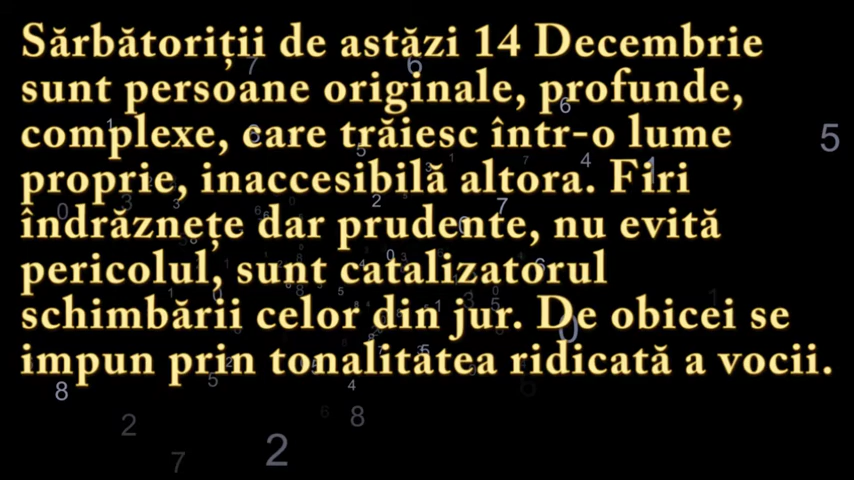 Sărbătoriții de astăzi 14 Decembrie
sunt persoane originale, profunde,
complexe, care trăiesc într-o lume
proprie, inaccesibilă altora. Firi
îndrăznețe dar prudente, nu evită
pericolul, sunt catalizatorul
schimbării celor din jur. De obicei se
impun prin tonalitatea ridicată a vocii.